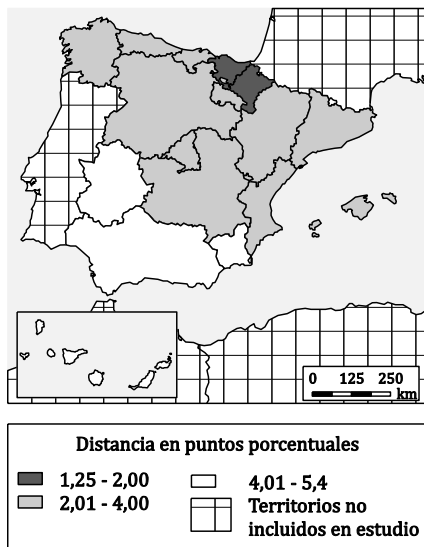 0 125 250
km
Distancia en puntos porcentuales
1,25 - 2,00
2,01 - 4,00
4,01 - 5,4
Territorios no
incluidos en estudio